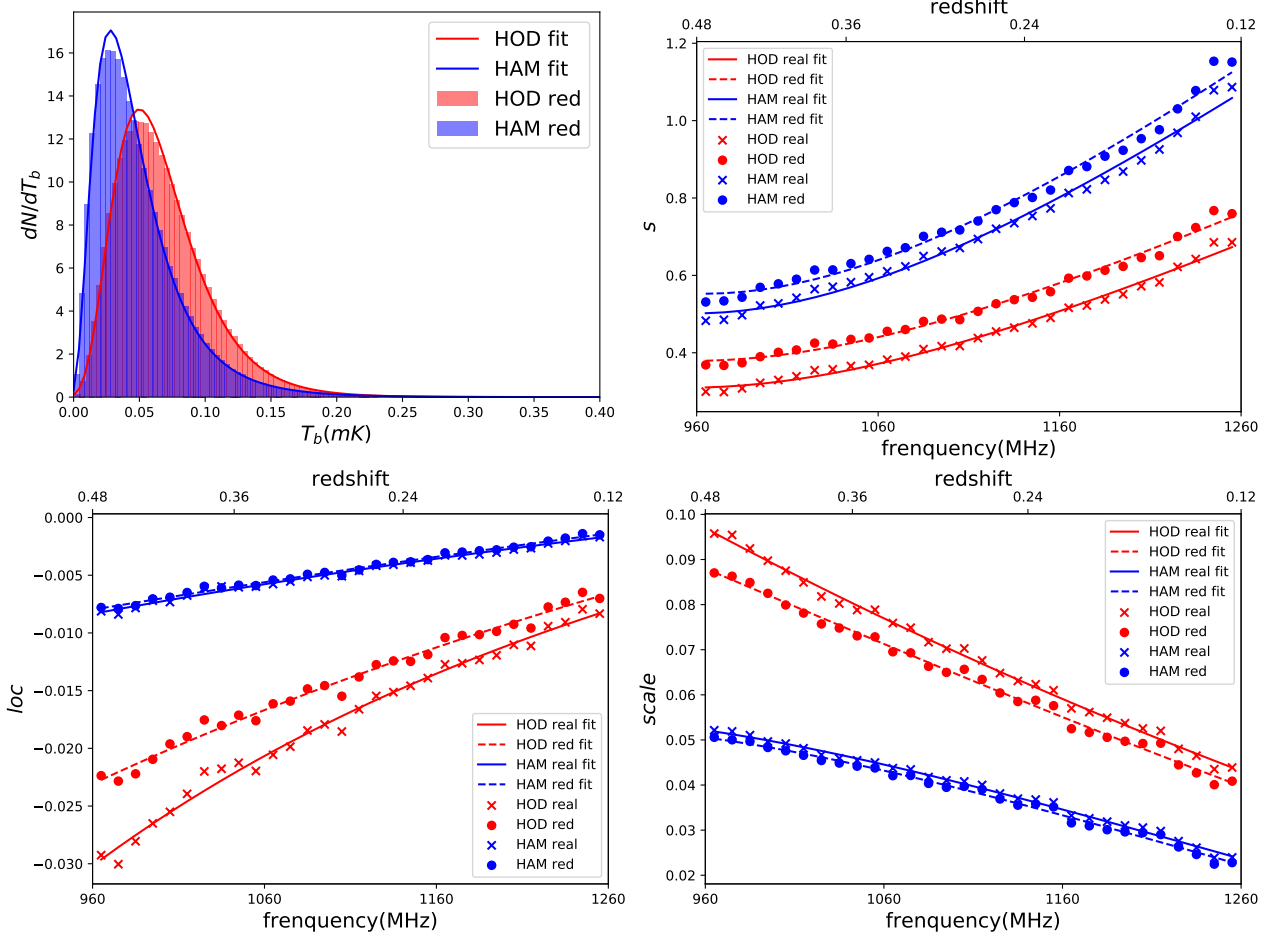 HOD fit
HAM fit
HOD red
HAM red
dN/dT_b
16
14
12
10
8
6
4
2
0
0.00 0.05 0.10 0.15 0.20 0.25 0.30 0.35 0.40
T_b(mK)
redshift
0.48 0.36 0.24 0.12
HOD real fit
HOD red fit
HAM real fit
HAM red fit
HOD real
HOD red
HAM real
HAM red
s
1.2
1.0
0.8
0.6
0.4
960 1060 1160 1260
frenquency(MHz)
redshift
0.48 0.36 0.24 0.12
loc
0.000
−0.005
−0.010
−0.015
−0.020
−0.025
−0.030
HOD real fit
HOD red fit
HAM real fit
HAM red fit
HOD real
HOD red
HAM real
HAM red
960 1060 1160 1260
frenquency(MHz)
redshift
0.48 0.36 0.24 0.12
HOD real fit
HOD red fit
HAM real fit
HAM red fit
HOD real
HOD red
HAM real
HAM red
scale
0.10
0.09
0.08
0.07
0.06
0.05
0.04
0.03
0.02
960 1060 1160 1260
frenquency(MHz)